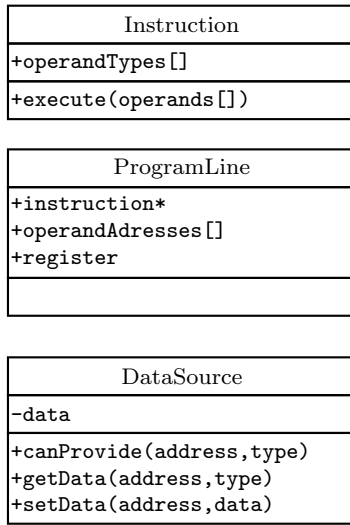 Instruction
+operandTypes[]
+execute(operands[])
ProgramLine
+instruction*
+operandAdresses[]
+register
DataSource
-data
+canProvide(address,type)
+getData(address,type)
+setData(address,data)